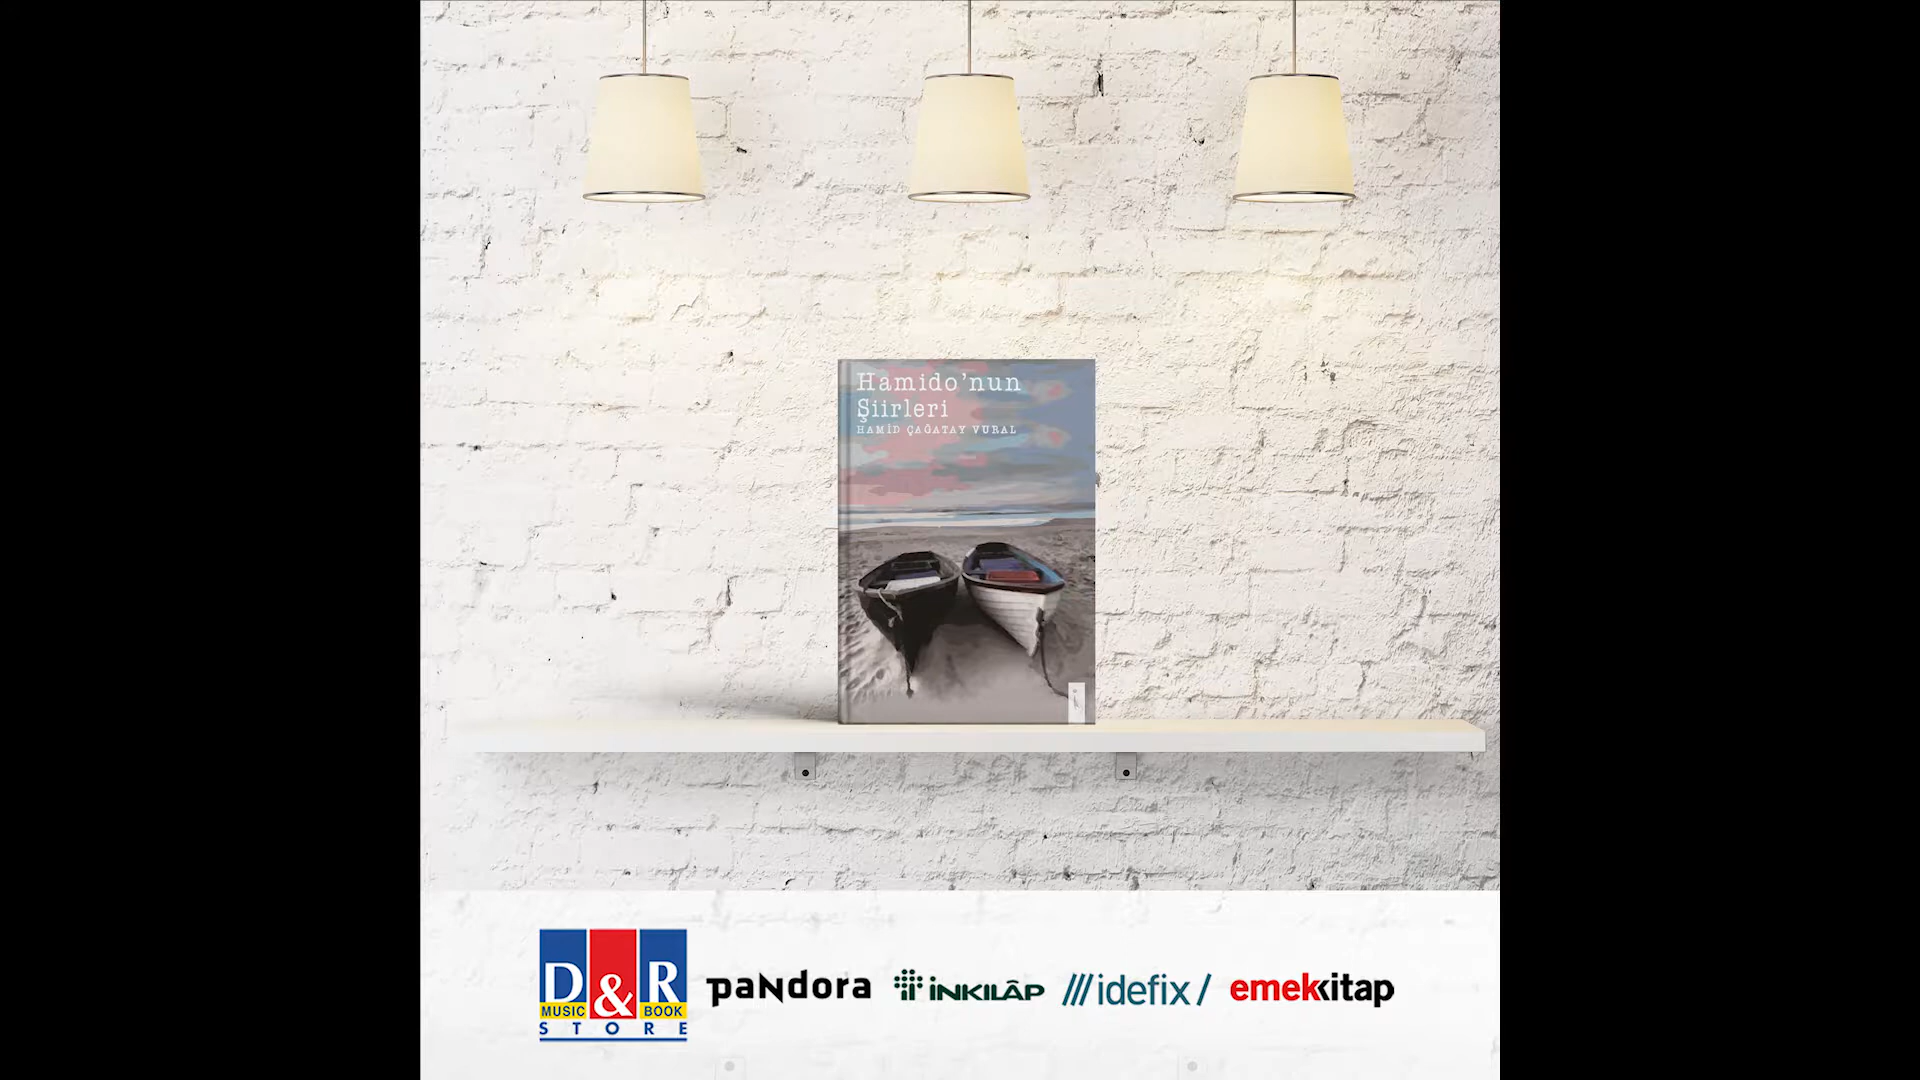 Hamido'nun
Şiirleri
HAMİD ÇAĞATAY VURAL
D&R
MUSIC BOOK
STORE
paNdora
İNKILÂP
///idefix/
emekkitap